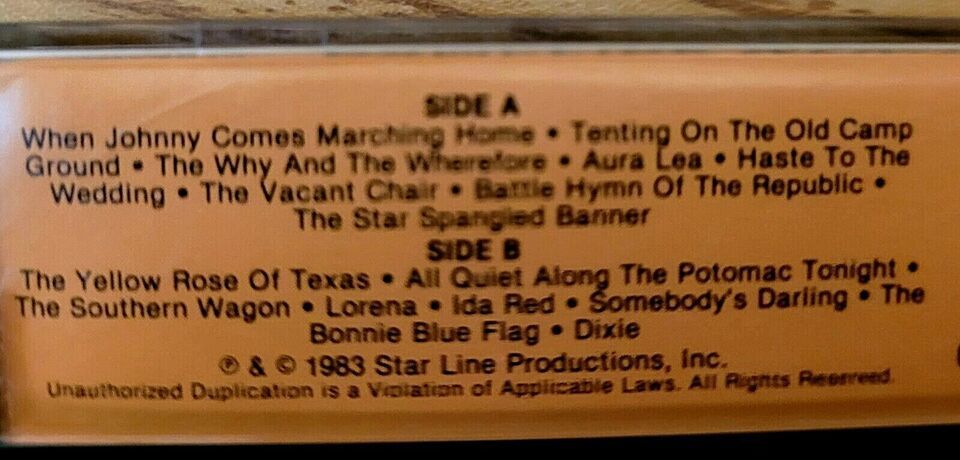 SIDE A
When Johnny Comes Marching Home • Tenting On The Old Camp
Ground • The Why And The Wherefore • Aura Lea • Haste To The
Wedding • The Vacant Chair • Battle Hymn Of The Republic •
The Star Spangled Banner
SIDE B
The Yellow Rose Of Texas • All Quiet Along The Potomac Tonight •
The Southern Wagon • Lorena • Ida Red • Somebody's Darling • The
Bonnie Blue Flag • Dixie
℗ & © 1983 Star Line Productions, Inc.
Unauthorized Duplication is a Violation of Applicable Laws. All Rights Reserved.